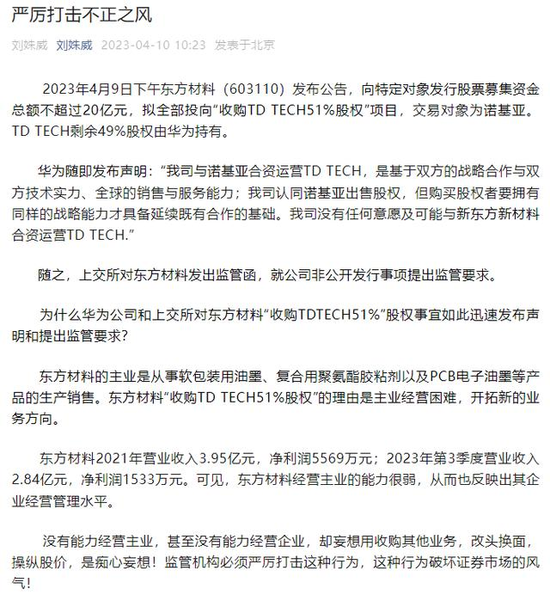 严厉打击不正之风
刘姝威 刘姝威 2023-04-10 10:23 发表于北京
2023年4月9日下午东方材料（603110）发布公告，向特定对象发行股票募集资金
总额不超过20亿元，拟全部投向“收购TD TECH51%股权”项目，交易对象为诺基亚。
TD TECH剩余49%股权由华为持有。
华为随即发布声明：“我司与诺基亚合资运营TD TECH，是基于双方的战略合作与双
方技术实力、全球的销售与服务能力；我司认同诺基亚出售股权，但购买股权者要拥有
同样的战略能力才具备延续既有合作的基础。我司没有任何意愿及可能与新东方新材料
合资运营TD TECH.”
随之，上交所对东方材料发出监管函，就公司非公开发行事项提出监管要求。
为什么华为公司和上交所对东方材料“收购TDTECH51%”股权事宜如此迅速发布声
明和提出监管要求？
东方材料的主业是从事软包装用油墨、复合用聚氨酯胶粘剂以及PCB电子油墨等产
品的生产销售。东方材料“收购TD TECH51%股权”的理由是主业经营困难，开拓新的业
务方向。
东方材料2021年营业收入3.95亿元，净利润5569万元；2023年第3季度营业收入
2.84亿元，净利润1533万元。可见，东方材料经营主业的能力很弱，从而也反映出其企
业经营管理水平。
没有能力经营主业，甚至没有能力经营企业，却妄想用收购其他业务，改头换面，
操纵股价，是痴心妄想！监管机构必须严厉打击这种行为，这种行为破坏证券市场的风
气！